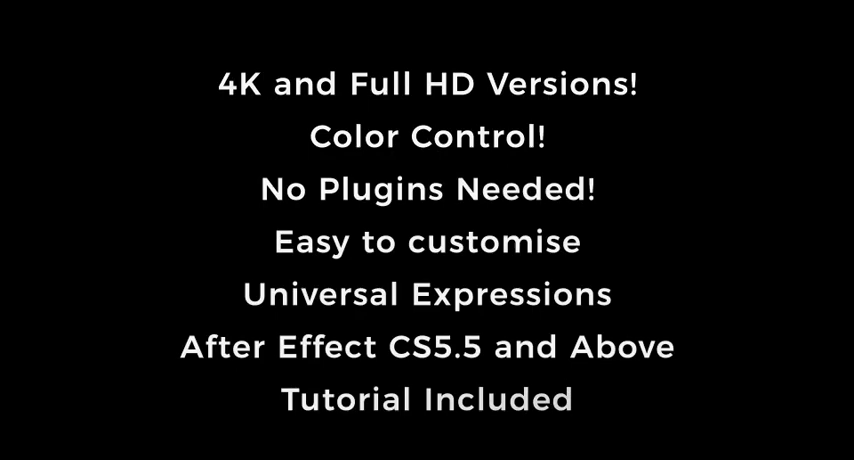 4K and Full HD Versions!
Color Control!
No Plugins Needed!
Easy to customise
Universal Expressions
After Effect CS5.5 and Above
Tutorial Included